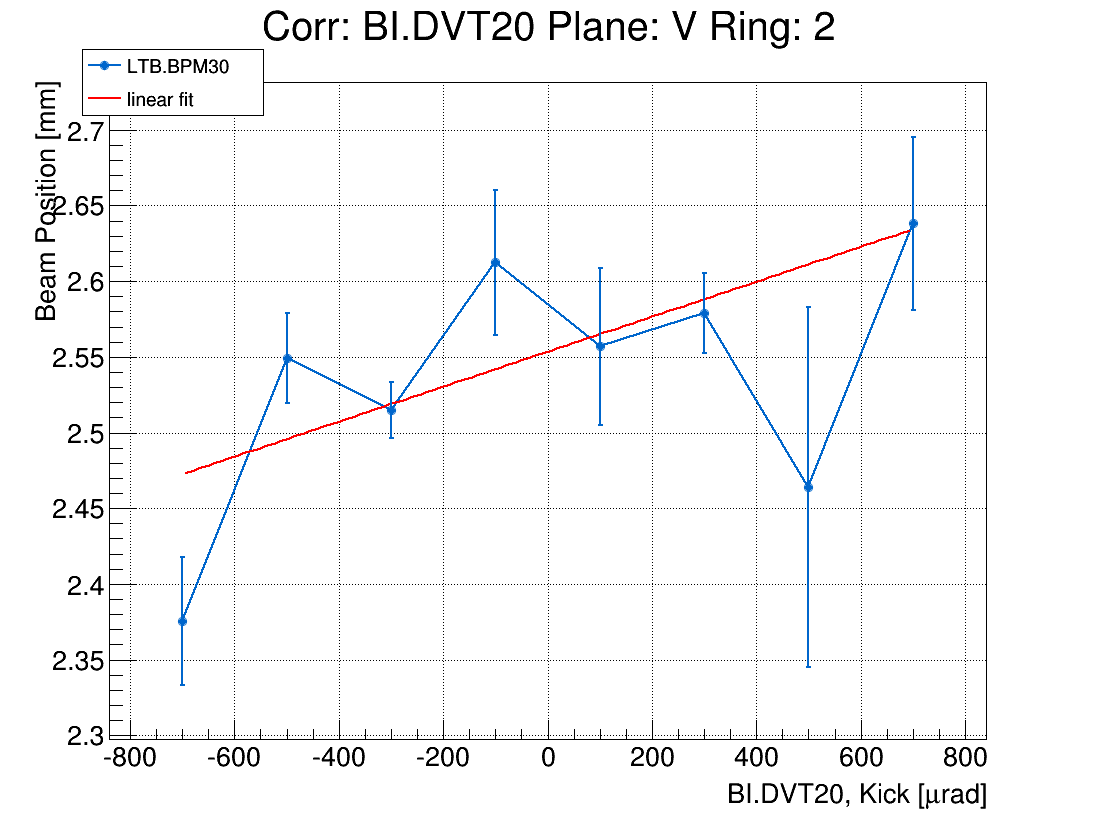 Corr: BI.DVT20 Plane: V Ring: 2
LTB.BPM30
linear fit
Beam Position [mm]
2.7
2.65
2.6
2.55
2.5
2.45
2.4
2.35
2.3
-800 -600 -400 -200 0 200 400 600 800
BI.DVT20, Kick [μrad]